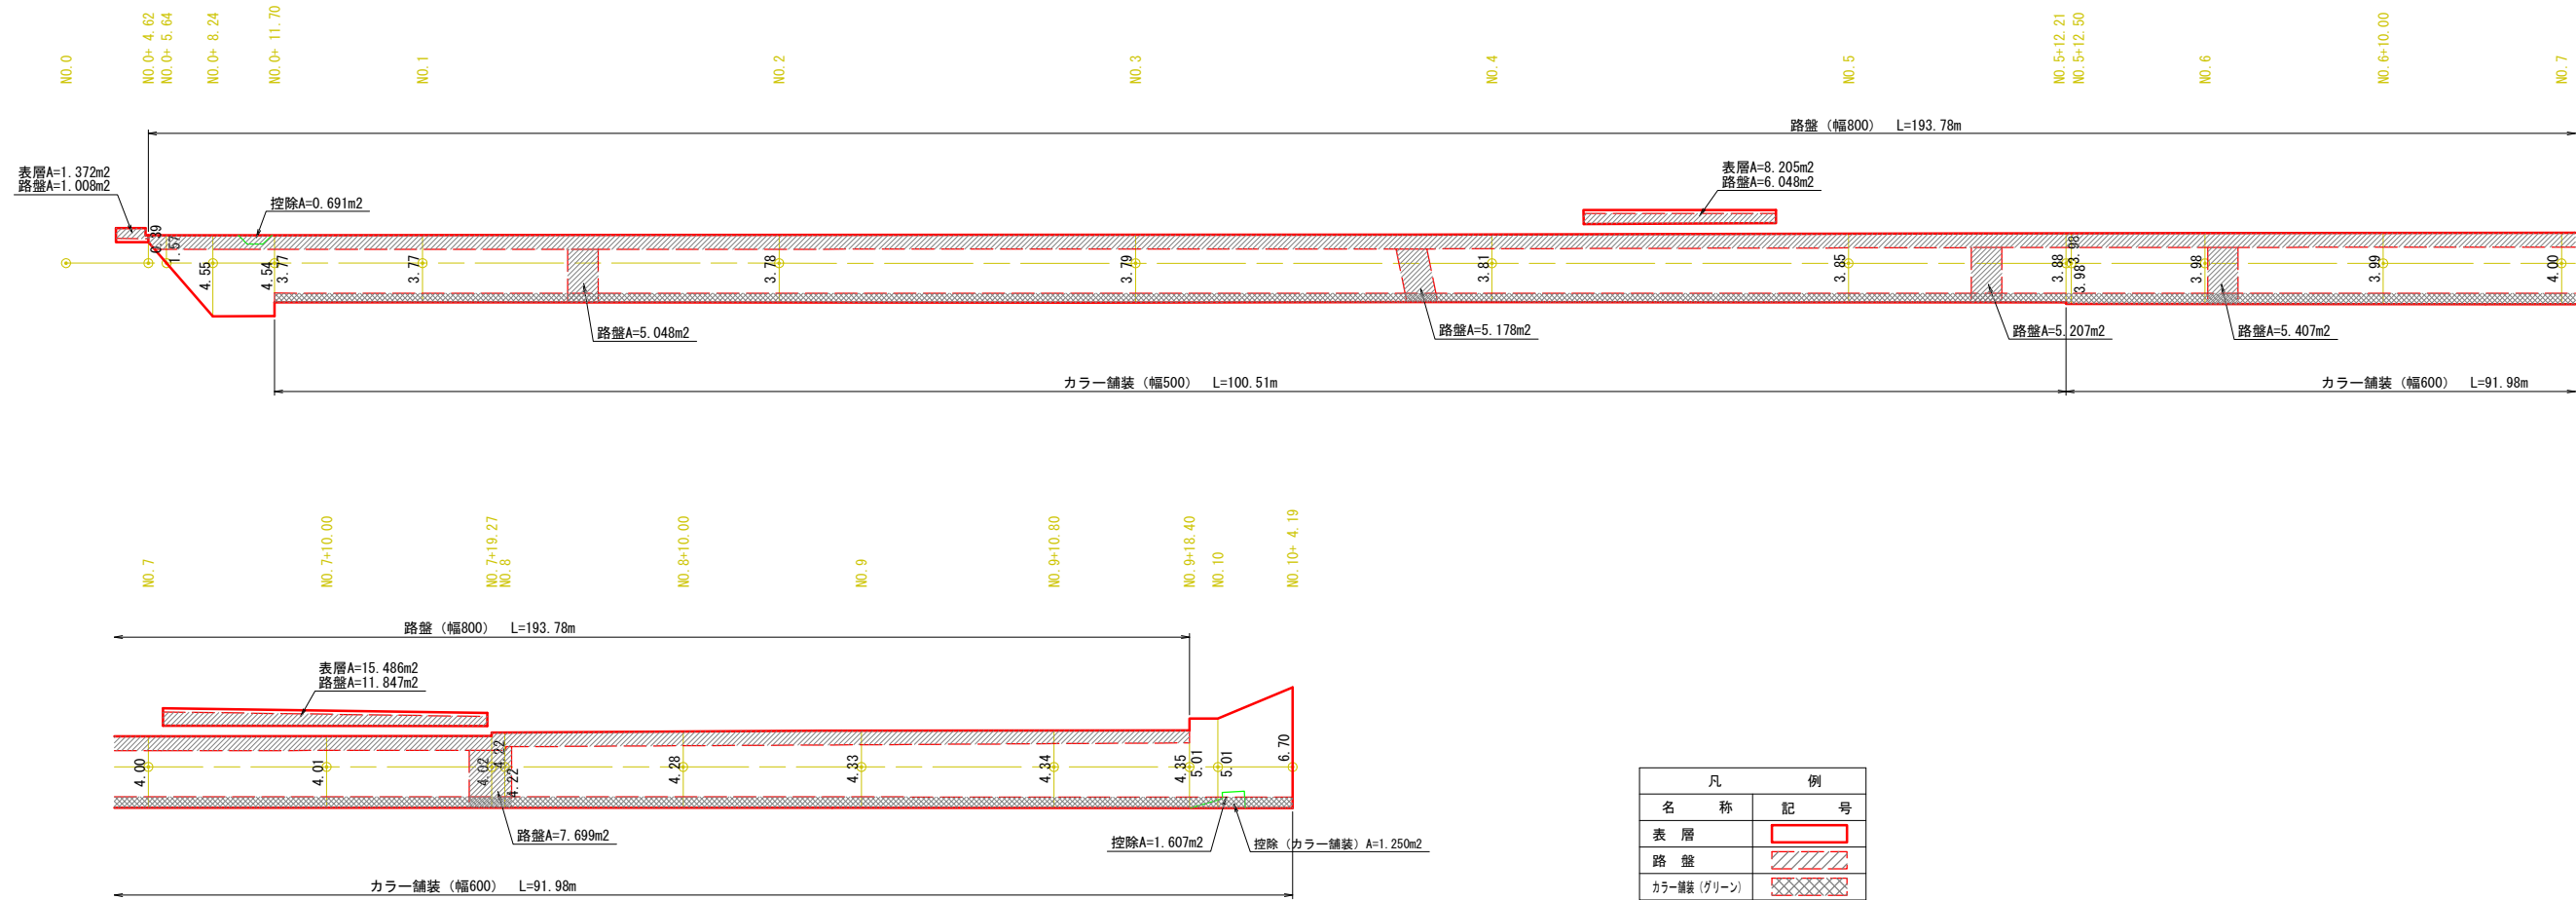 NO.0
NO.0+ 4.62
NO.0+ 5.64
NO.0+ 8.24
NO.0+ 11.70
NO.1
NO.2
NO.3
NO.4
NO.5
NO.5+12.21
NO.5+12.50
NO.6
NO.6+10.00
NO.7
路盤（幅800） L=193.78m
表層A=1.372m2
路盤A=1.008m2
控除A=0.691m2
表層A=8.205m2
路盤A=6.048m2
0.39
1.57
4.55
4.54
3.77
3.77
3.78
3.79
3.81
3.85
3.88
3.98
3.98
3.98
3.99
4.00
路盤A=5.048m2
路盤A=5.178m2
路盤A=5.207m2
路盤A=5.407m2
カラー舗装（幅500） L=100.51m
カラー舗装（幅600） L=91.98m
NO.7
NO.7+10.00
NO.7+19.27
NO.8
NO.8+10.00
NO.9
NO.9+10.80
NO.9+18.40
NO.10
NO.10+ 4.19
路盤（幅800） L=193.78m
表層A=15.486m2
路盤A=11.847m2
4.00
4.01
4.02
4.22
4.22
4.28
4.33
4.34
4.35
5.01
5.01
6.70
路盤A=7.699m2
控除A=1.607m2
控除（カラー舗装）A=1.250m2
カラー舗装（幅600） L=91.98m
凡 例
名 称 記 号
表 層
路 盤
カラー舗装（グリーン）